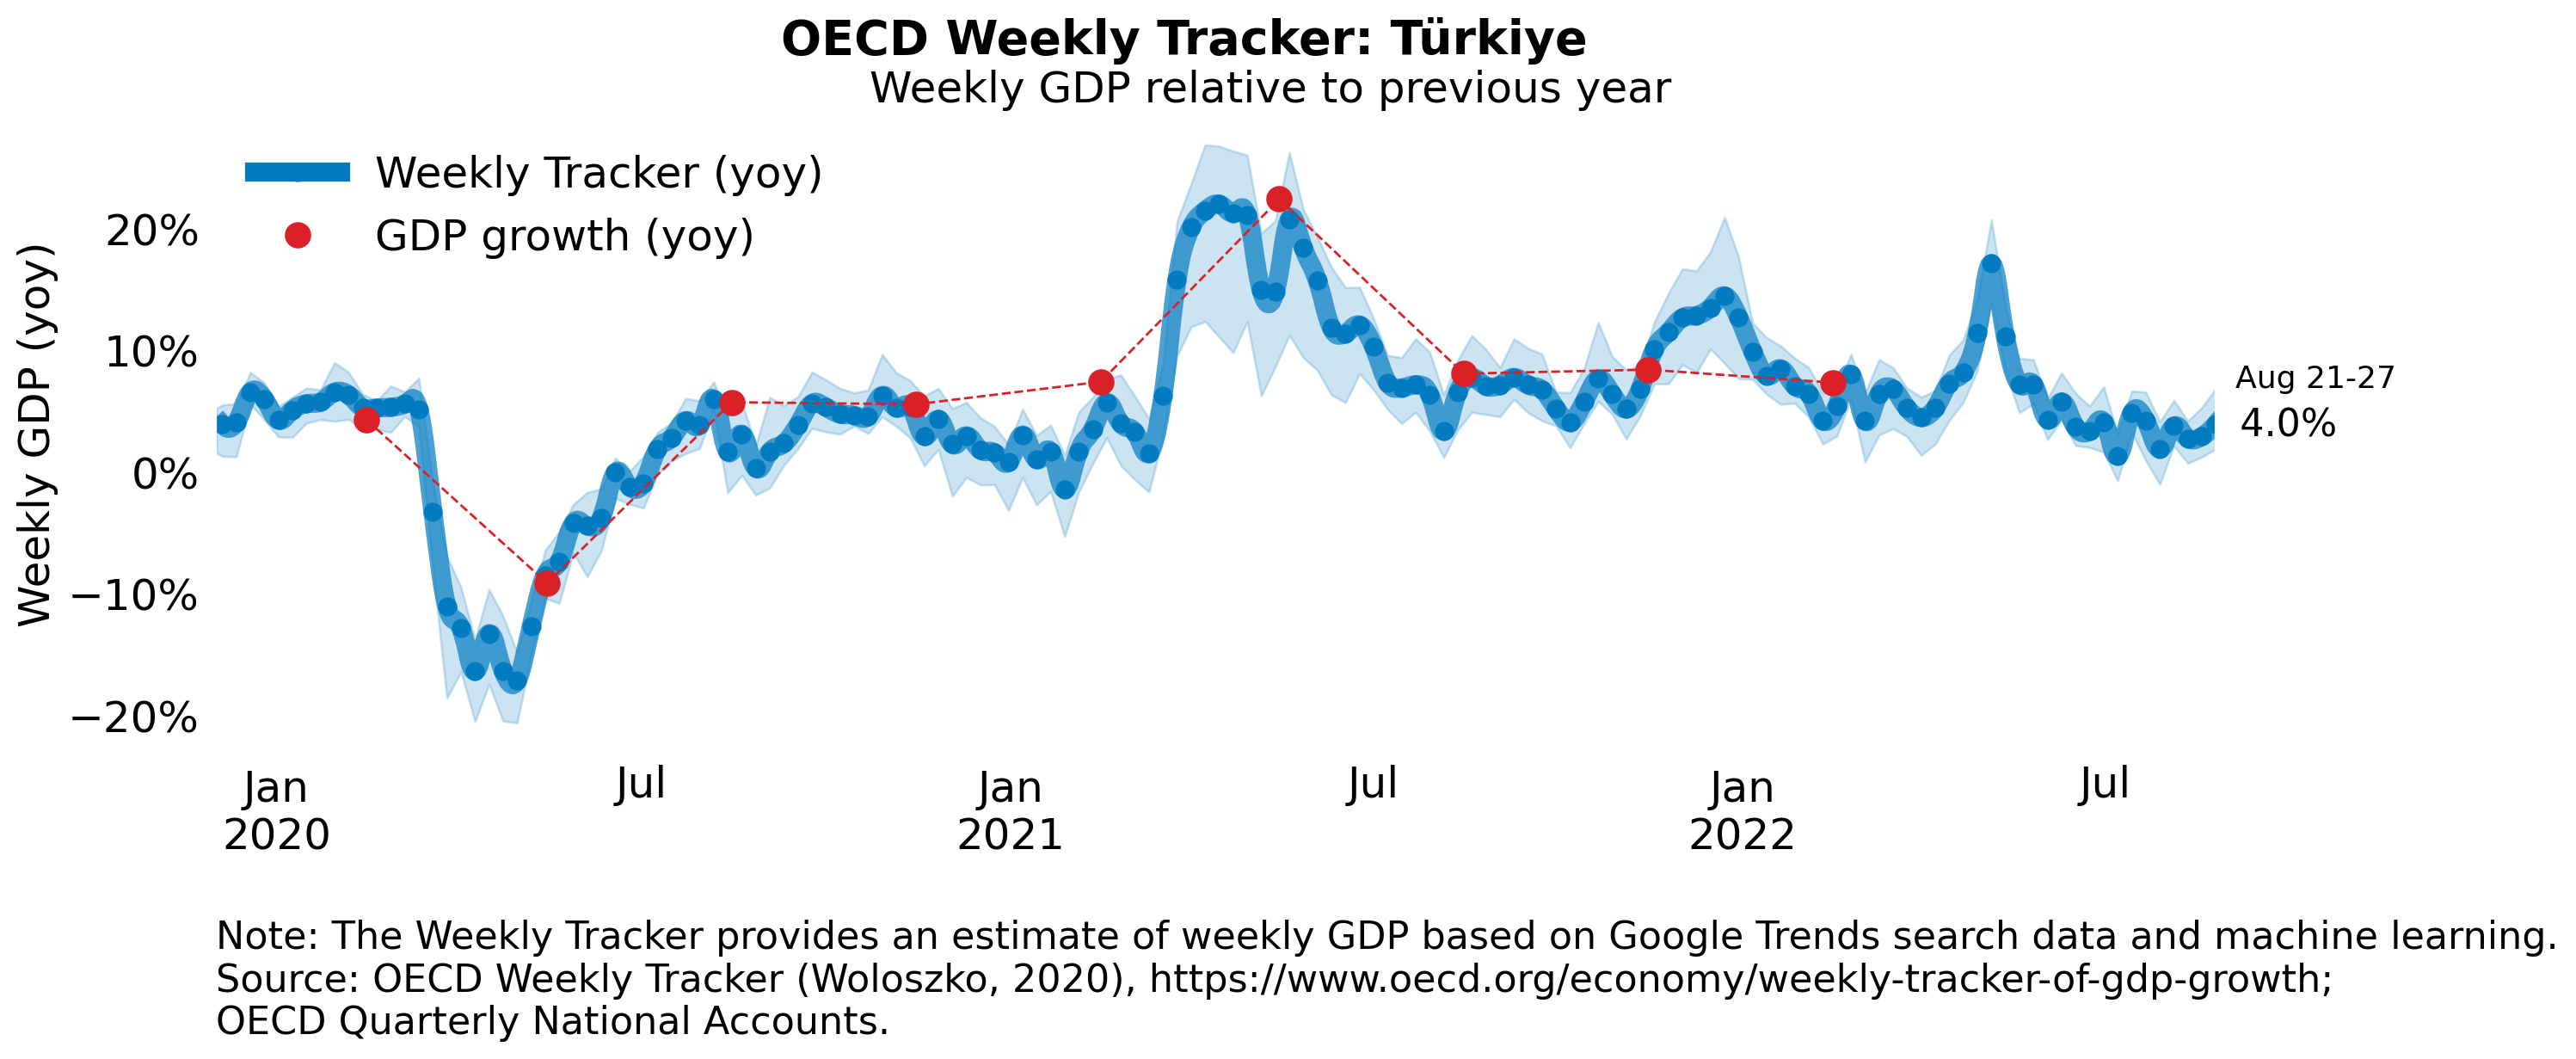 OECD Weekly Tracker: Türkiye
Weekly GDP relative to previous year
Weekly Tracker (yoy)
GDP growth (yoy)
Weekly GDP (yoy)
20%
10%
0%
−10%
−20%
Aug 21-27
4.0%
Jan
2020
Jul
Jan
2021
Jul
Jan
2022
Jul
Note: The Weekly Tracker provides an estimate of weekly GDP based on Google Trends search data and machine learning.
Source: OECD Weekly Tracker (Woloszko, 2020), https://www.oecd.org/economy/weekly-tracker-of-gdp-growth;
OECD Quarterly National Accounts.